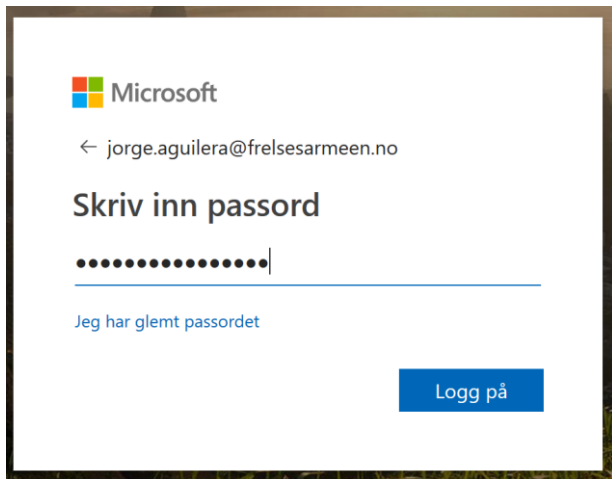 Microsoft
← jorge.aguilera@frelsesarmeen.no
Skriv inn passord
••••••••••••••••
Jeg har glemt passordet
Logg på